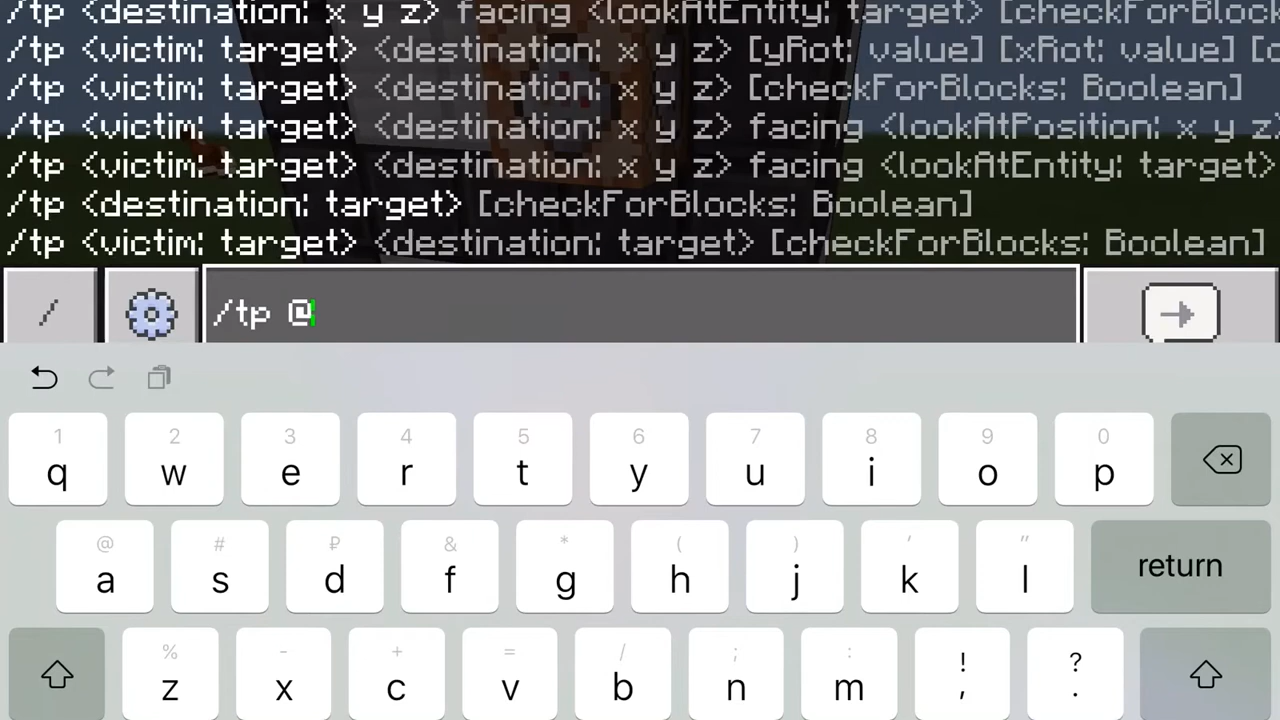 /tp <destination: x y z> facing <lookAtEntity: target> [checkForBlock
/tp <victim: target> <destination: x y z> [yRot: value] [xRot: value] [c
/tp <victim: target> <destination: x y z> [checkForBlocks: Boolean]
/tp <victim: target> <destination: x y z> facing <lookAtPosition: x y z>
/tp <victim: target> <destination: x y z> facing <lookAtEntity: target>
/tp <destination: target> [checkForBlocks: Boolean]
/tp <victim: target> <destination: target> [checkForBlocks: Boolean]
/ /tp @
1 2 3 4 5 6 7 8 9 0
q w e r t y u i o p
@ # ₽ & * ( ) ' "
a s d f g h j k l return
% - + = / ; : ! ?
z x c v b n m , .